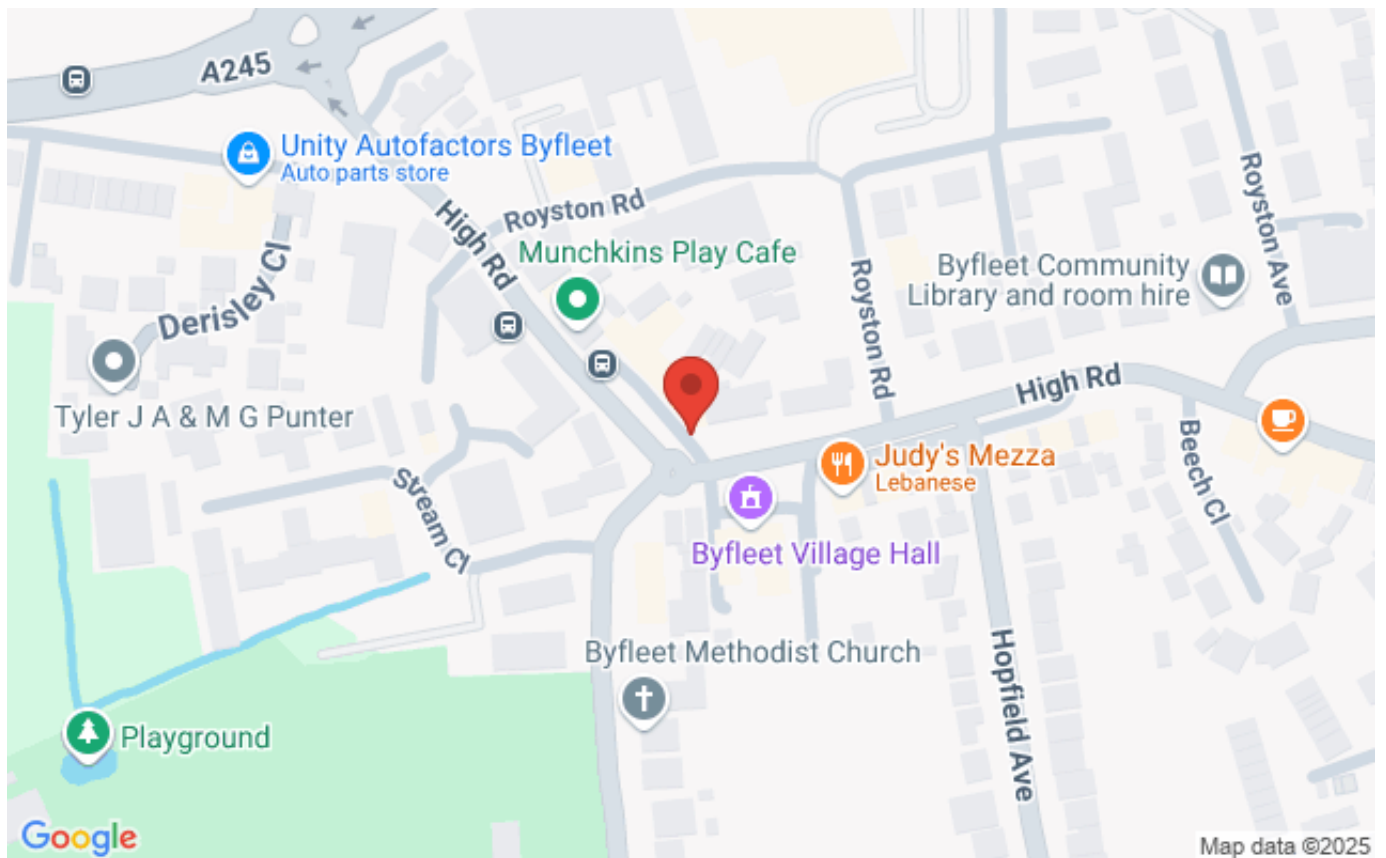 A245
Unity Autofactors Byfleet
Auto parts store
Royston Rd
High Rd
Royston Ave
Munchkins Play Cafe
Derisley Cl
Byfleet Community
Library and room hire
Royston Rd
Tyler J A & M G Punter
High Rd
Judy's Mezza
Lebanese
Beech Cl
Stream Cl
Byfleet Village Hall
Byfleet Methodist Church
Hopfield Ave
Playground
Google
Map data ©2025